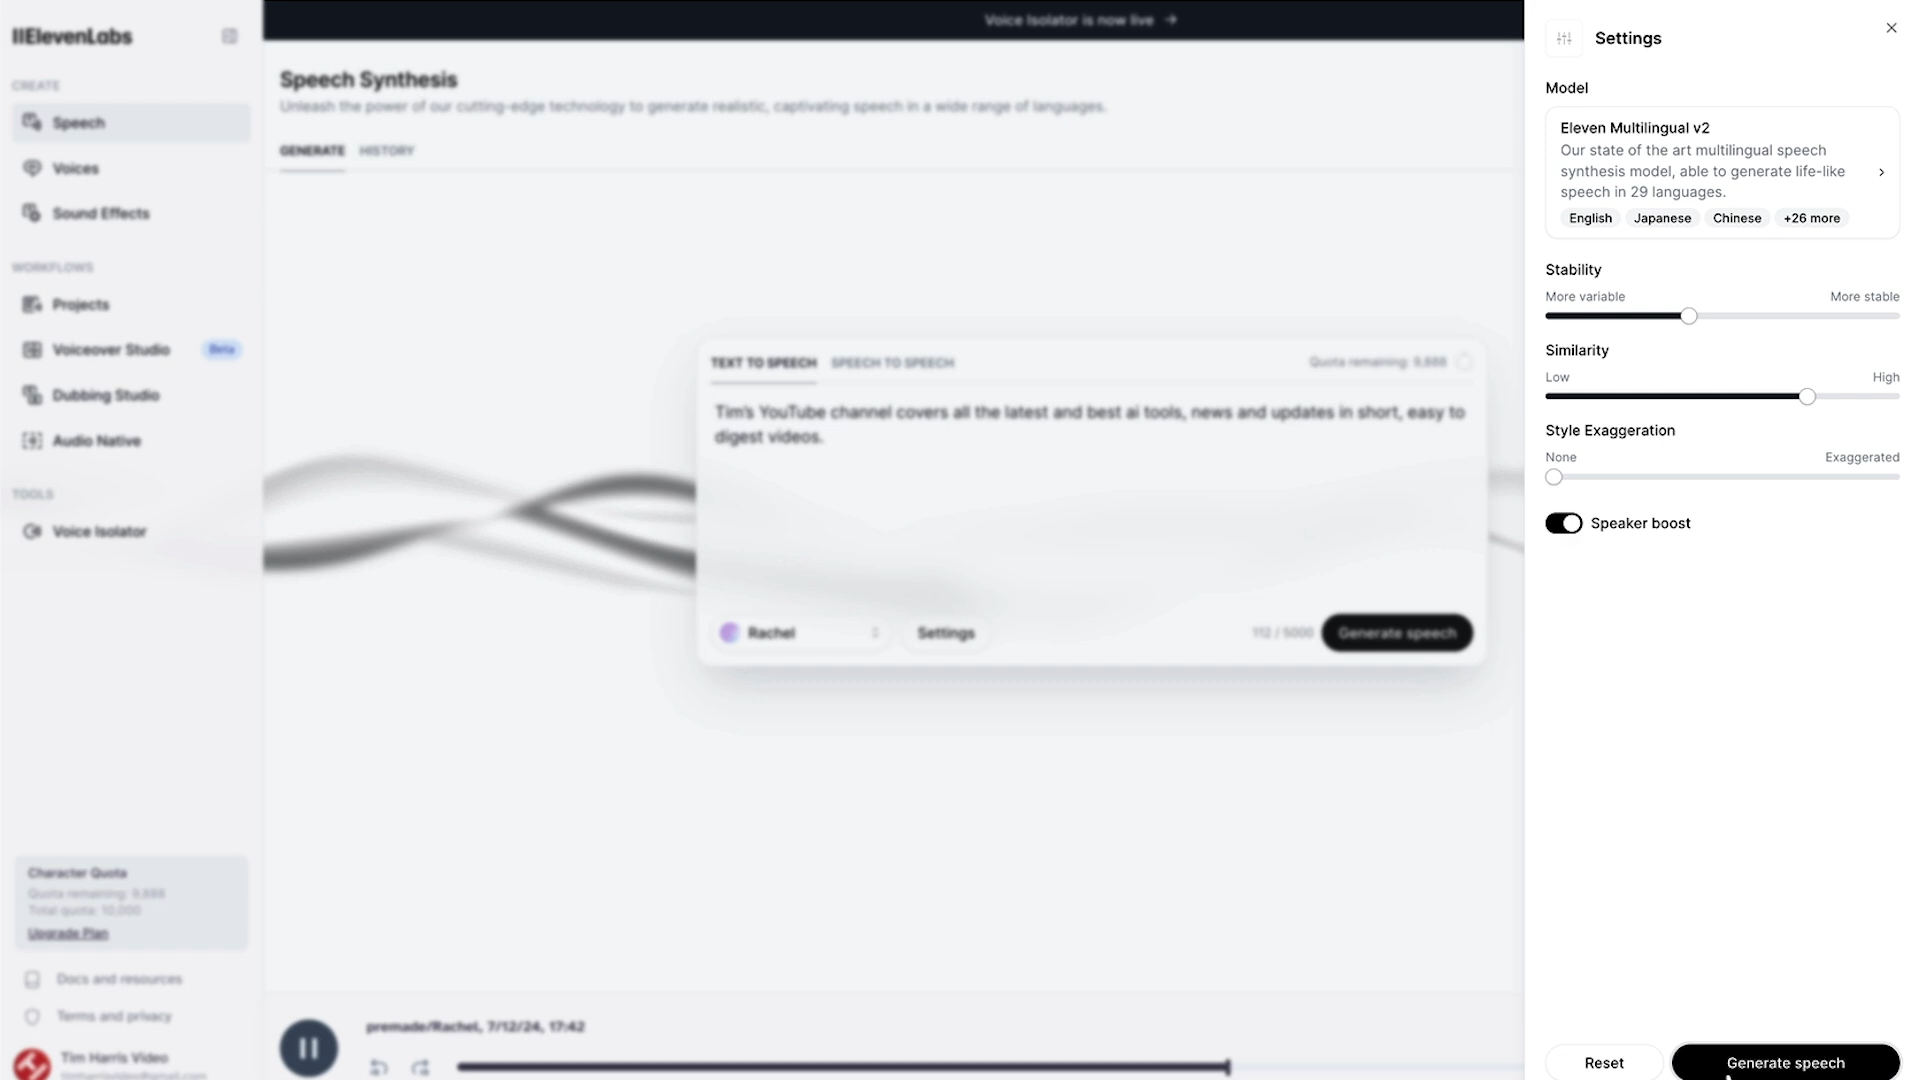 IIElevenLabs
CREATE
Speech
Voices
Sound Effects
WORKFLOWS
Projects
Voiceover Studio Beta
Dubbing Studio
Audio Native
TOOLS
Voice Isolator
Character Quota
Quota remaining: 9,888
Total quota: 10,000
Upgrade Plan
Docs and resources
Terms and privacy
Tim Harris Video
Voice Isolator is now live →
Speech Synthesis
Unleash the power of our cutting-edge technology to generate realistic, captivating speech in a wide range of languages.
GENERATE HISTORY
TEXT TO SPEECH SPEECH TO SPEECH Quota remaining: 9,888
Tim's YouTube channel covers all the latest and best ai tools, news and updates in short, easy to
digest videos.
Rachel Settings 112 / 5000 Generate speech
premade/Rachel, 7/12/24, 17:42
Settings
Model
Eleven Multilingual v2
Our state of the art multilingual speech
synthesis model, able to generate life-like
speech in 29 languages.
English Japanese Chinese +26 more
Stability
More variable More stable
Similarity
Low High
Style Exaggeration
None Exaggerated
Speaker boost
Reset Generate speech